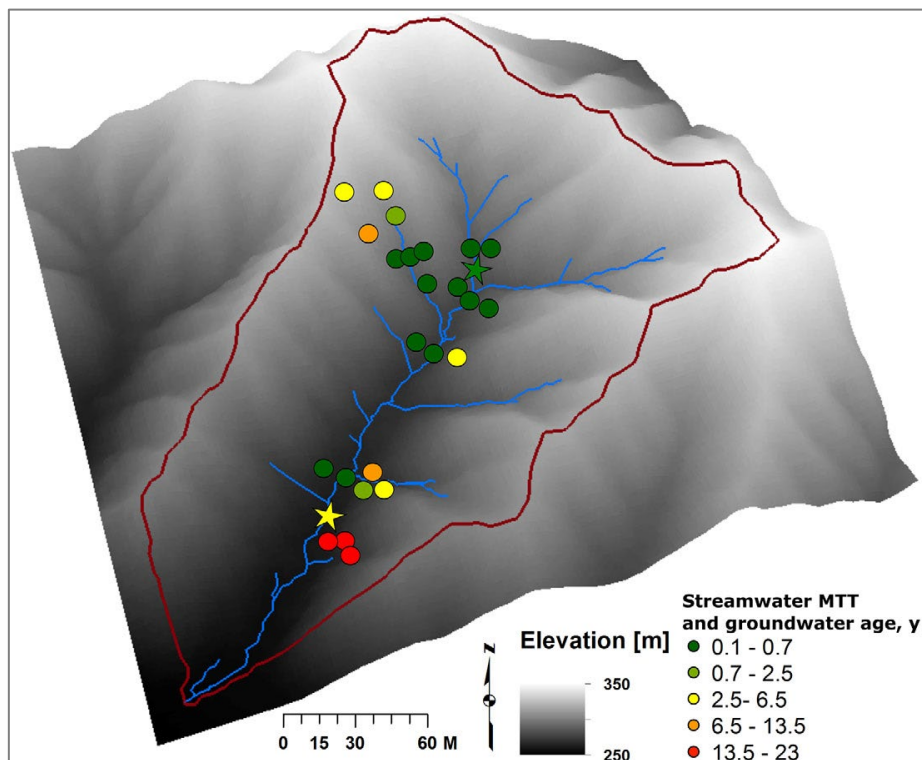 Streamwater MTT
and groundwater age, y
0.1 - 0.7
0.7 - 2.5
2.5- 6.5
6.5 - 13.5
13.5 - 23
Elevation [m]
350
250
N
0 15 30 60 M